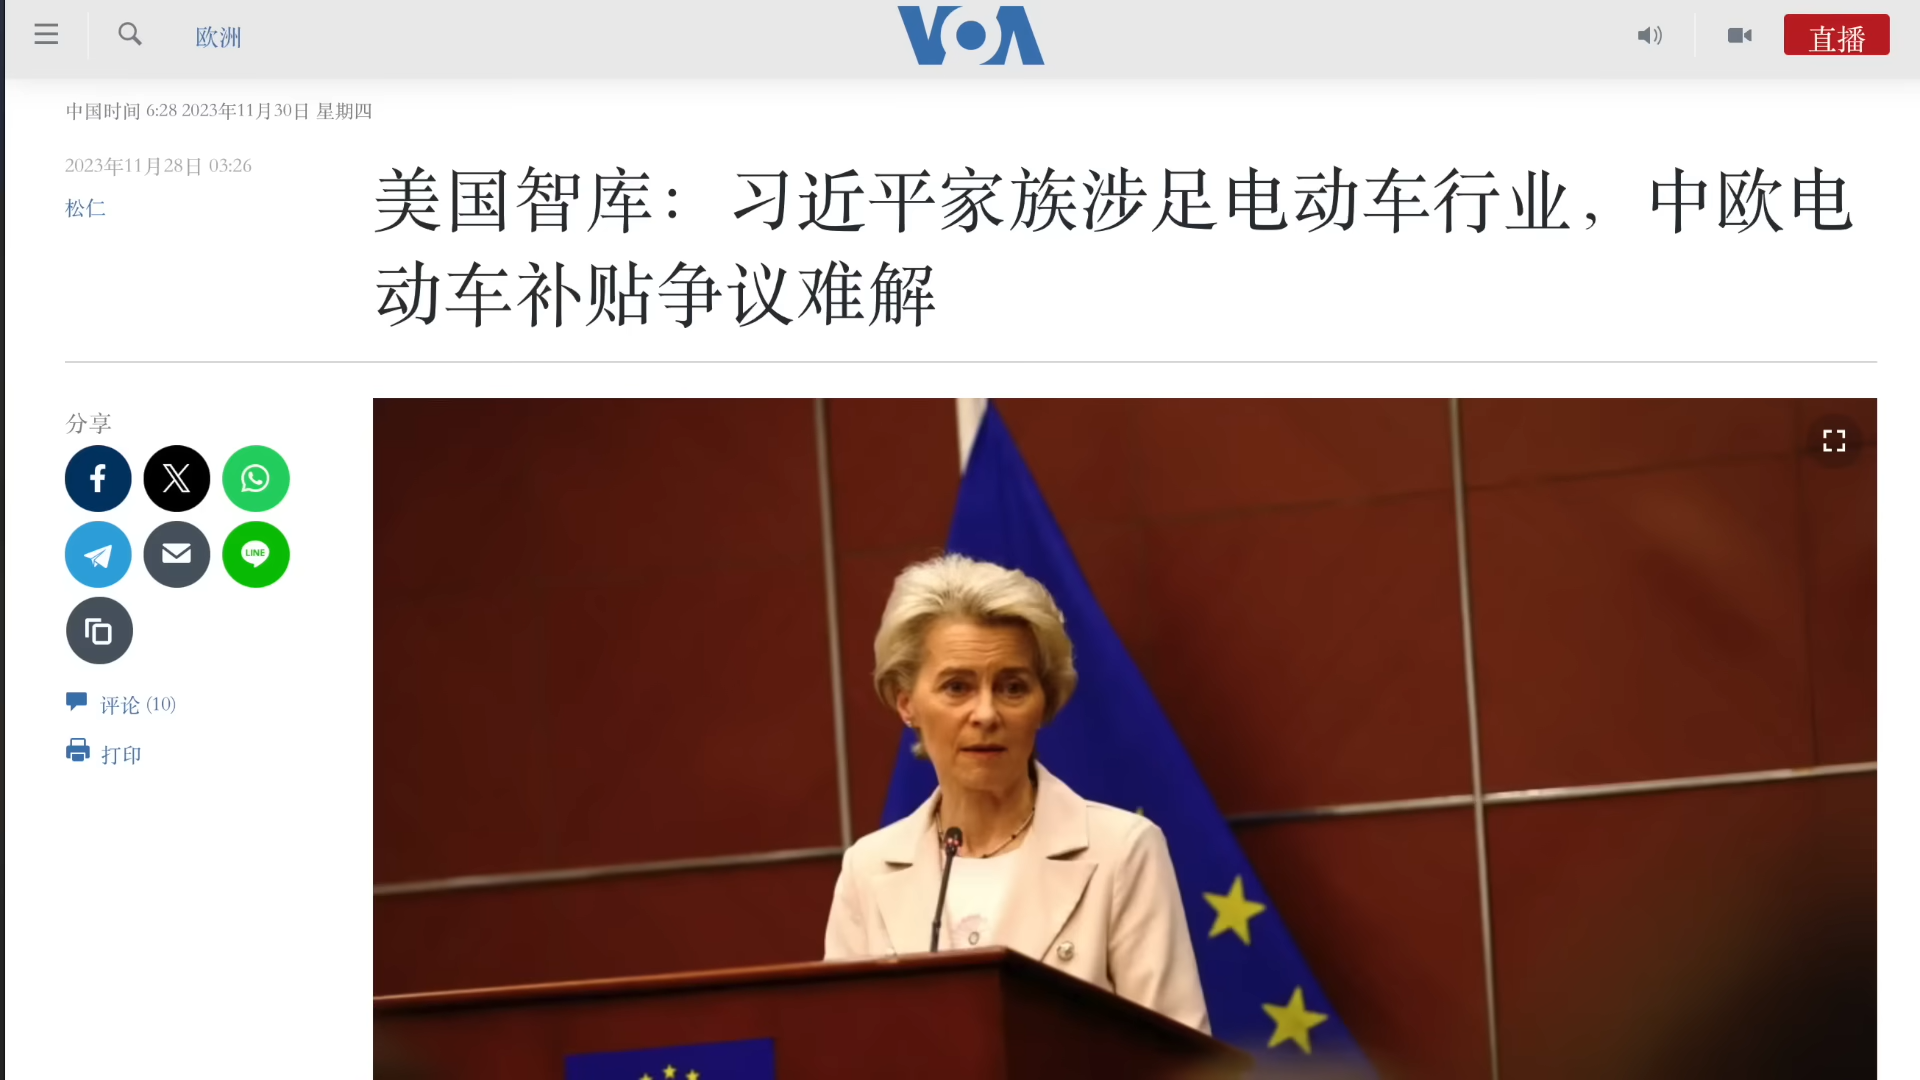 欧洲
VOA
直播
中国时间 6:28 2023年11月30日 星期四
2023年11月28日 03:26
松仁
美国智库：习近平家族涉足电动车行业，中欧电
动车补贴争议难解
分享
LINE
评论 (10)
打印